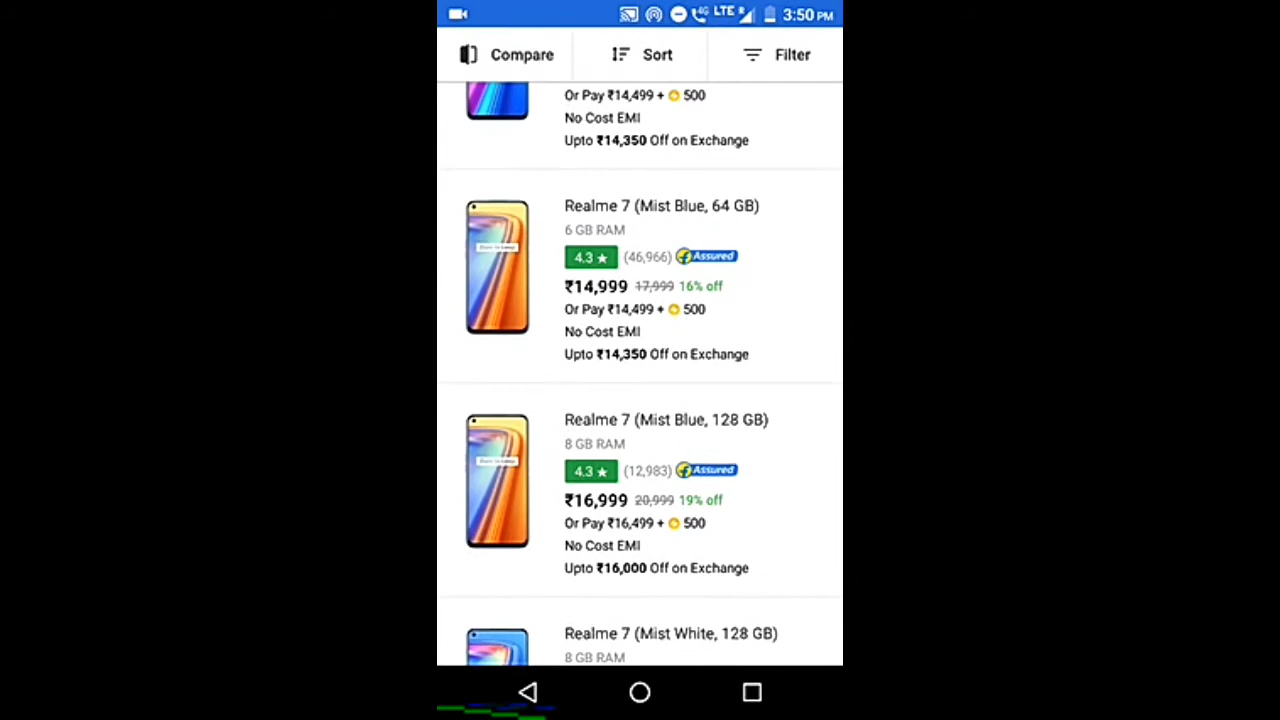 4G LTE R 3:50 PM
Compare Sort Filter
Or Pay ₹14,499 + 500
No Cost EMI
Upto ₹14,350 Off on Exchange
Realme 7 (Mist Blue, 64 GB)
6 GB RAM
4.3 ★ (46,966) f Assured
₹14,999 17,999 16% off
Or Pay ₹14,499 + 500
No Cost EMI
Upto ₹14,350 Off on Exchange
Realme 7 (Mist Blue, 128 GB)
8 GB RAM
4.3 ★ (12,983) f Assured
₹16,999 20,999 19% off
Or Pay ₹16,499 + 500
No Cost EMI
Upto ₹16,000 Off on Exchange
Realme 7 (Mist White, 128 GB)
8 GB RAM